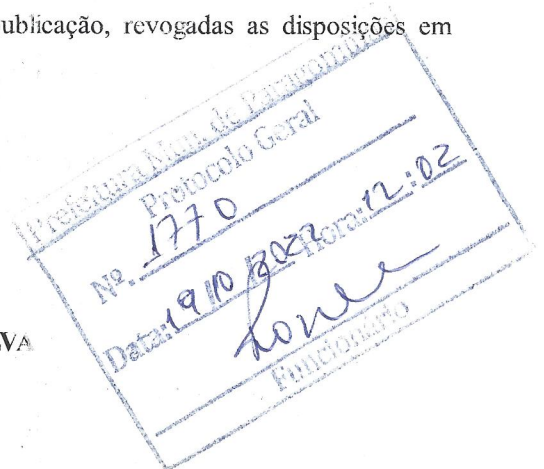 ublicação, revogadas as disposições em
Prefeitura Mun. de
Protocolo Geral
Nº. 1770
Data: 19/10/2022 Hora: 12:02
Funcionário
VA